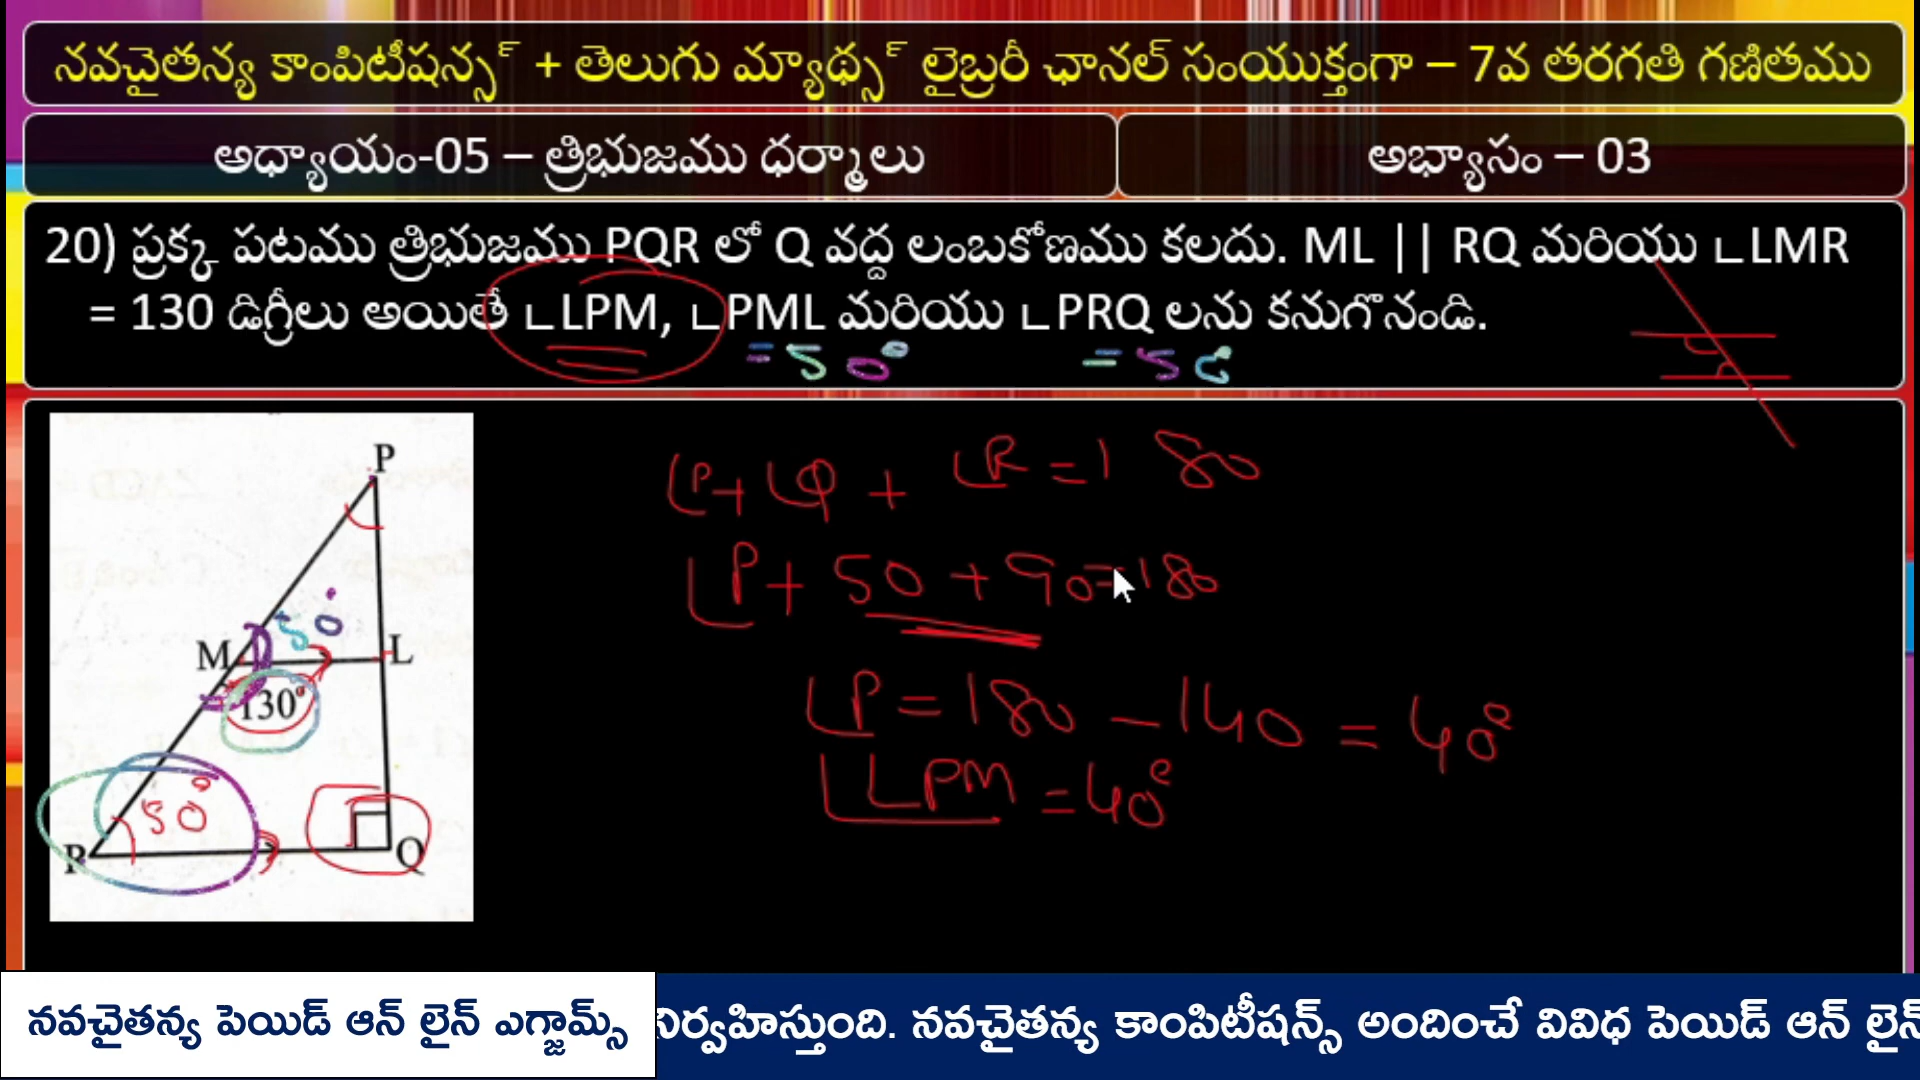 నవచైతన్య కాంపిటీషన్స్ + తెలుగు మ్యాథ్స్ లైబ్రరీ ఛానల్ సంయుక్తంగా – 7వ తరగతి గణితము
అధ్యాయం-05 – త్రిభుజము ధర్మాలు
అభ్యాసం – 03
20) ప్రక్క పటము త్రిభుజము PQR లో Q వద్ద లంబకోణము కలదు. ML || RQ మరియు ∟LMR
= 130 డిగ్రీలు అయితే ∟LPM, ∟PML మరియు ∟PRQ లను కనుగొనండి.
= 50° = 50°
P
50°
M L
130°
50°
R Q
∟P + ∟Q + ∟R = 180
∟P + 50 + 90 = 180
∟P = 180 – 140 = 40°
∟LPM = 40°
నవచైతన్య పెయిడ్ ఆన్ లైన్ ఎగ్జామ్స్
నిర్వహిస్తుంది. నవచైతన్య కాంపిటీషన్స్ అందించే వివిధ పెయిడ్ ఆన్ లైన్